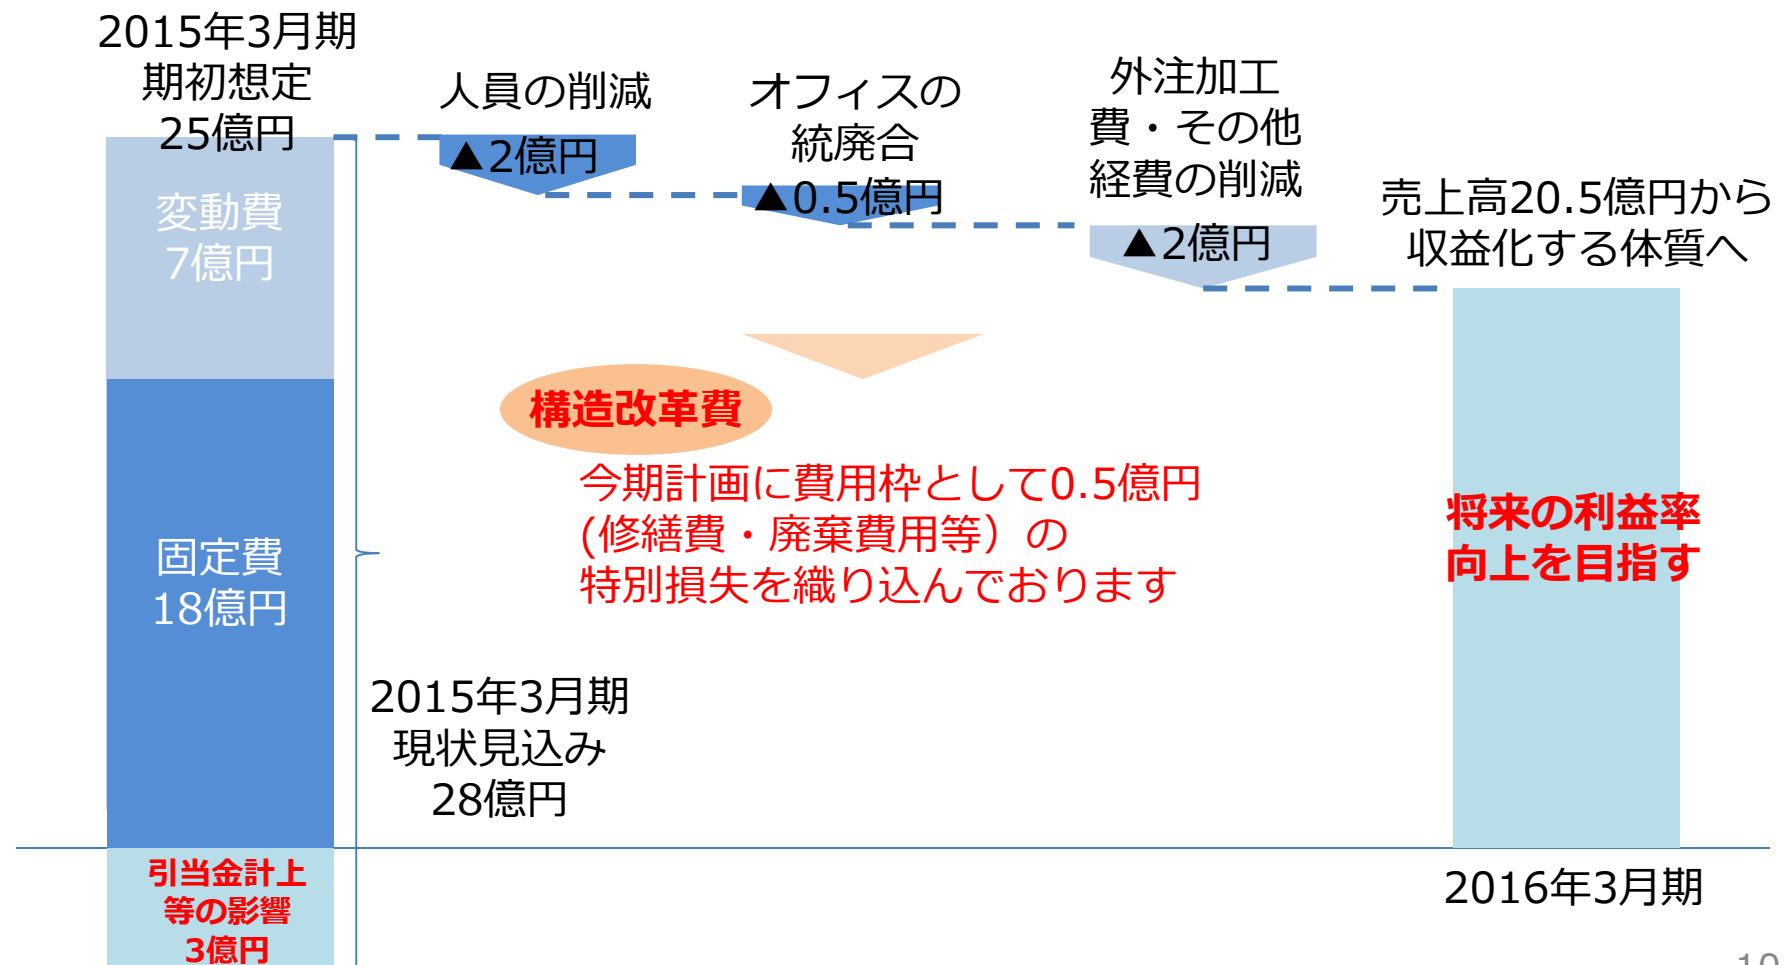 2015年3月期
期初想定
25億円
変動費
7億円
固定費
18億円
引当金計上
等の影響
3億円
2015年3月期
現状見込み
28億円
人員の削減
▲2億円
オフィスの
統廃合
▲0.5億円
外注加工
費・その他
経費の削減
▲2億円
構造改革費
今期計画に費用枠として0.5億円
(修繕費・廃棄費用等）の
特別損失を織り込んでおります
売上高20.5億円から
収益化する体質へ
将来の利益率
向上を目指す
2016年3月期